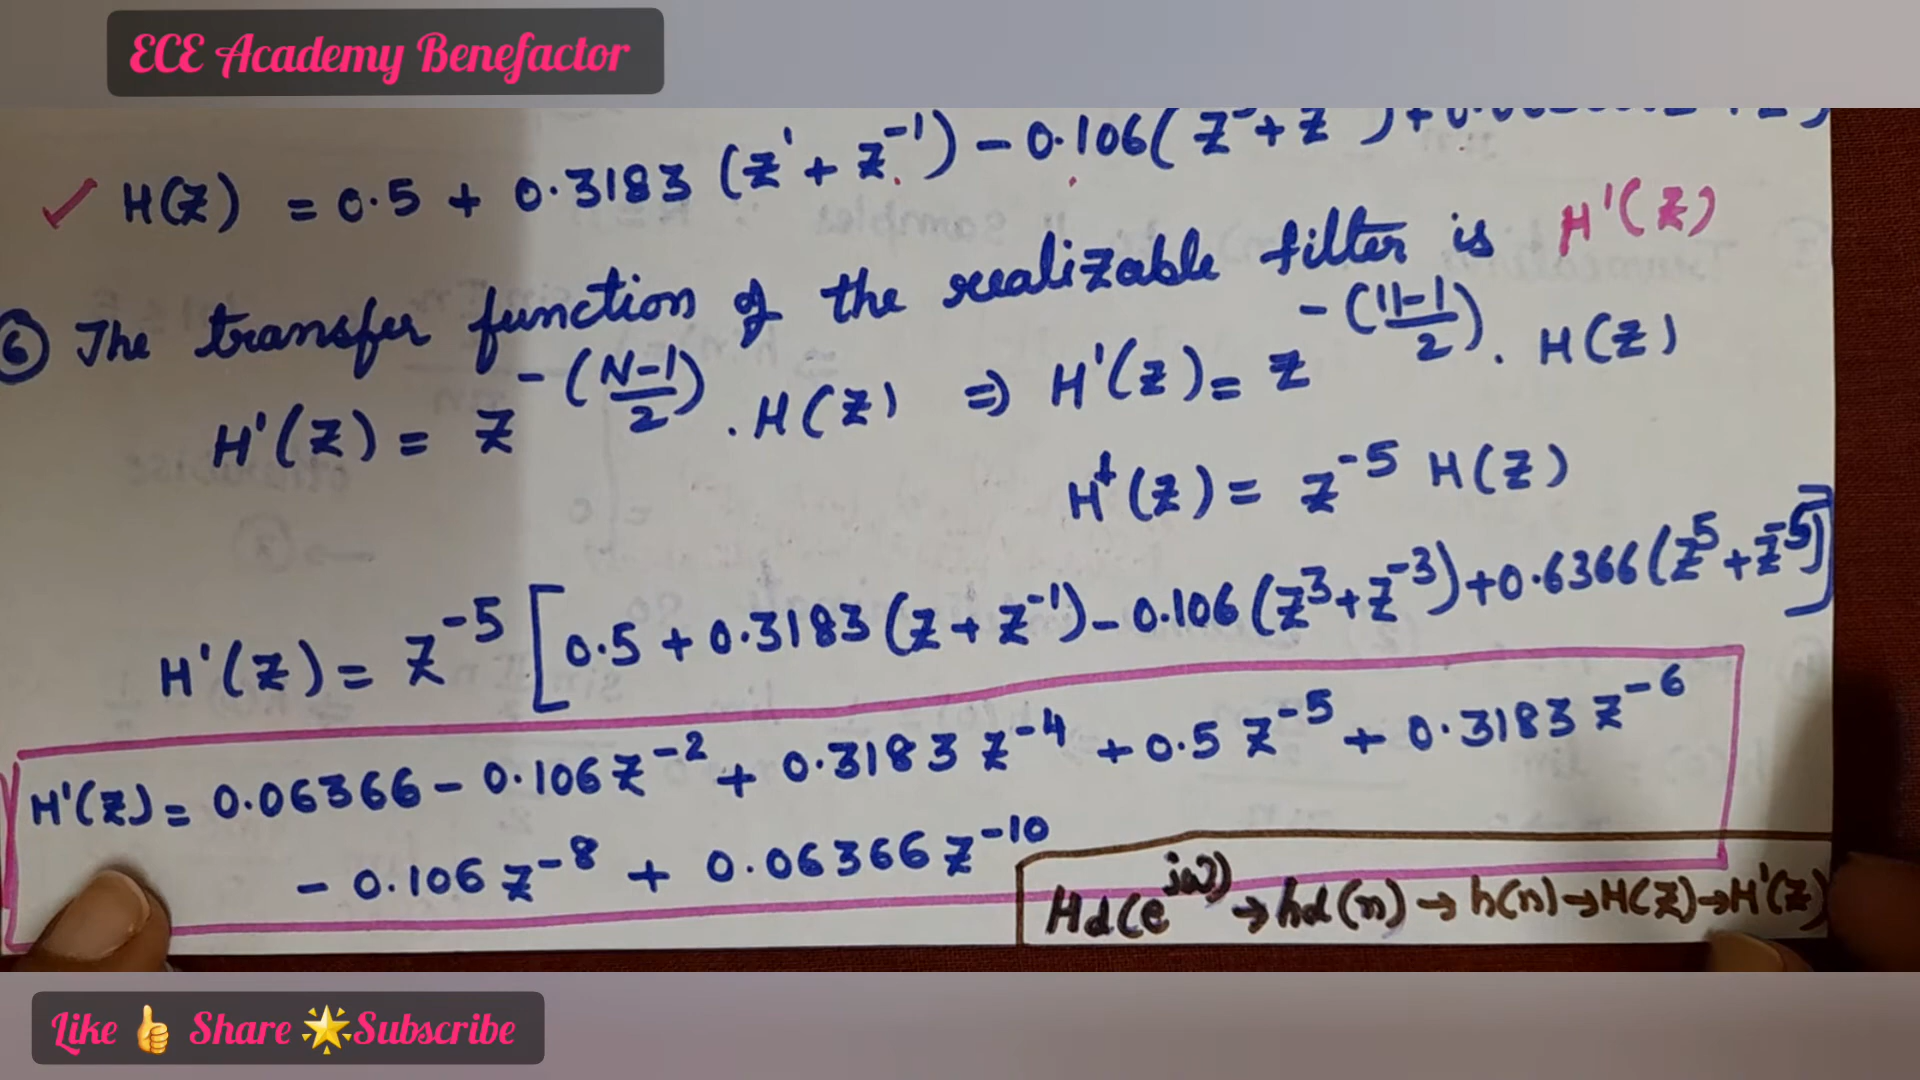 ECE Academy Benefactor
✓ H(Z) = 0.5 + 0.3183 (z¹ + z⁻¹) - 0.106(
⑥ The transfer function of the realizable filter is H'(Z)
H'(Z) = z^-(N-1/2) . H(Z) ⇒ H'(Z) = z^-(11-1/2) . H(Z)
H'(Z) = z⁻⁵ H(Z)
H'(Z) = z⁻⁵ [0.5 + 0.3183 (z + z⁻¹) - 0.106 (z³ + z⁻³) + 0.6366 (z⁵ + z⁻⁵)]
H'(Z) = 0.06366 - 0.106 z⁻² + 0.3183 z⁻⁴ + 0.5 z⁻⁵ + 0.3183 z⁻⁶
- 0.106 z⁻⁸ + 0.06366 z⁻¹⁰
Hd(e^jω) → hd(n) → h(n) → H(Z) → H'(Z)
Like 👍 Share 🌟Subscribe